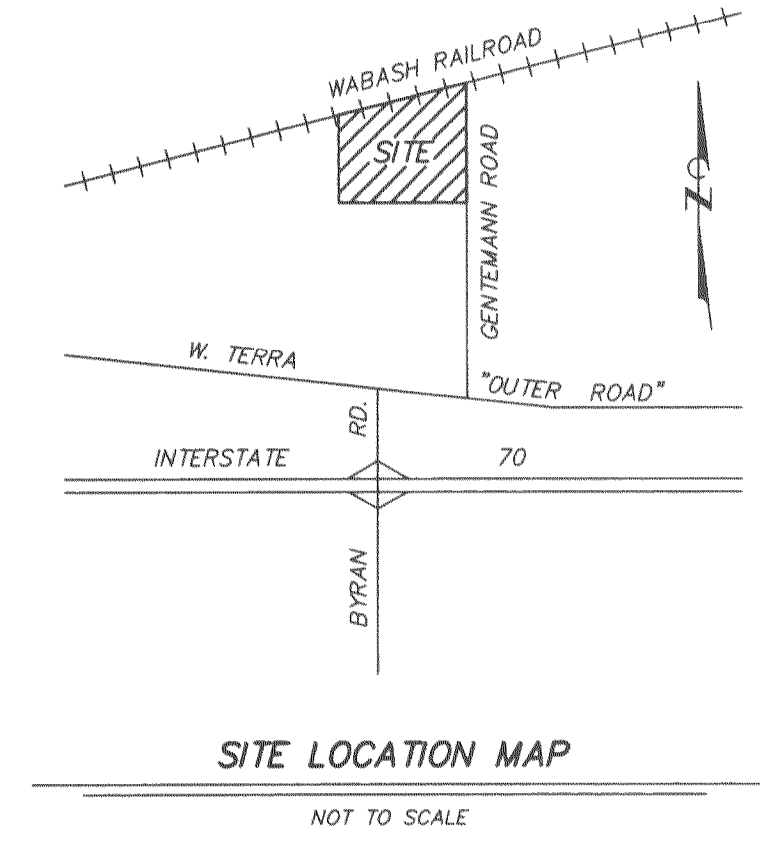 WABASH RAILROAD
SITE
GENTEMANN ROAD
N
W. TERRA
"OUTER ROAD"
RD.
INTERSTATE 70
BYRAN
SITE LOCATION MAP
NOT TO SCALE